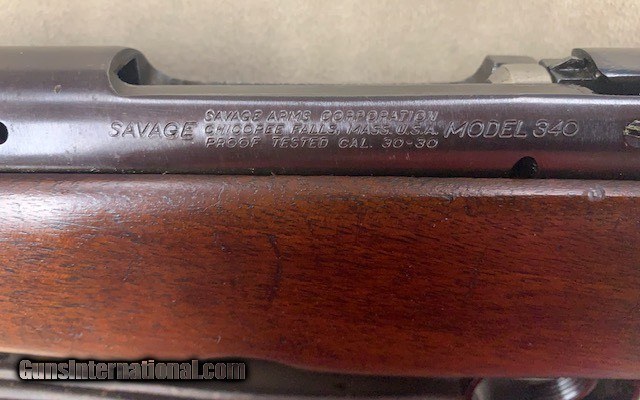 SAVAGE ARMS CORPORATION
SAVAGE CHICOPEE FALLS, MASS. U.S.A. MODEL 340
PROOF TESTED CAL. 30-30
GunsInternational.com